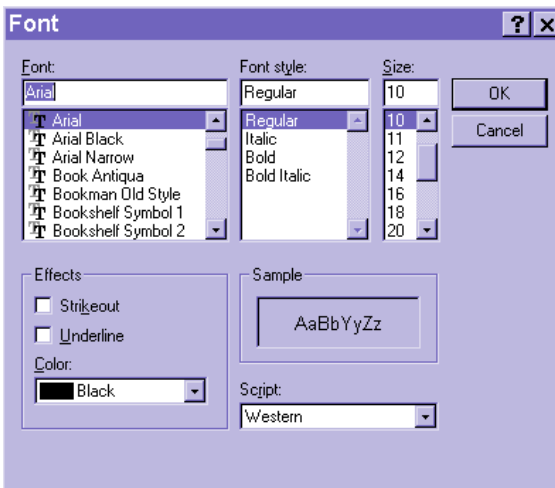 Font
Font: Font style: Size:
Arial Regular 10 OK
Arial Regular 10 Cancel
Arial Black Italic 11
Arial Narrow Bold 12
Book Antiqua Bold Italic 14
Bookman Old Style 16
Bookshelf Symbol 1 18
Bookshelf Symbol 2 20
Effects Sample
Strikeout
Underline AaBbYyZz
Color:
Black Script:
Western